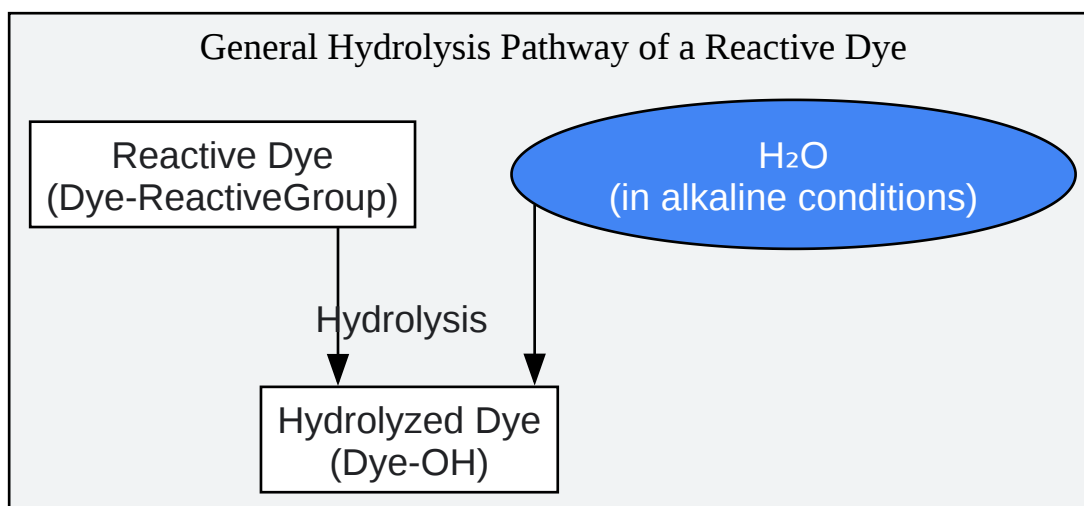 General Hydrolysis Pathway of a Reactive Dye
Reactive Dye
(Dye-ReactiveGroup)
H₂O
(in alkaline conditions)
Hydrolysis
Hydrolyzed Dye
(Dye-OH)